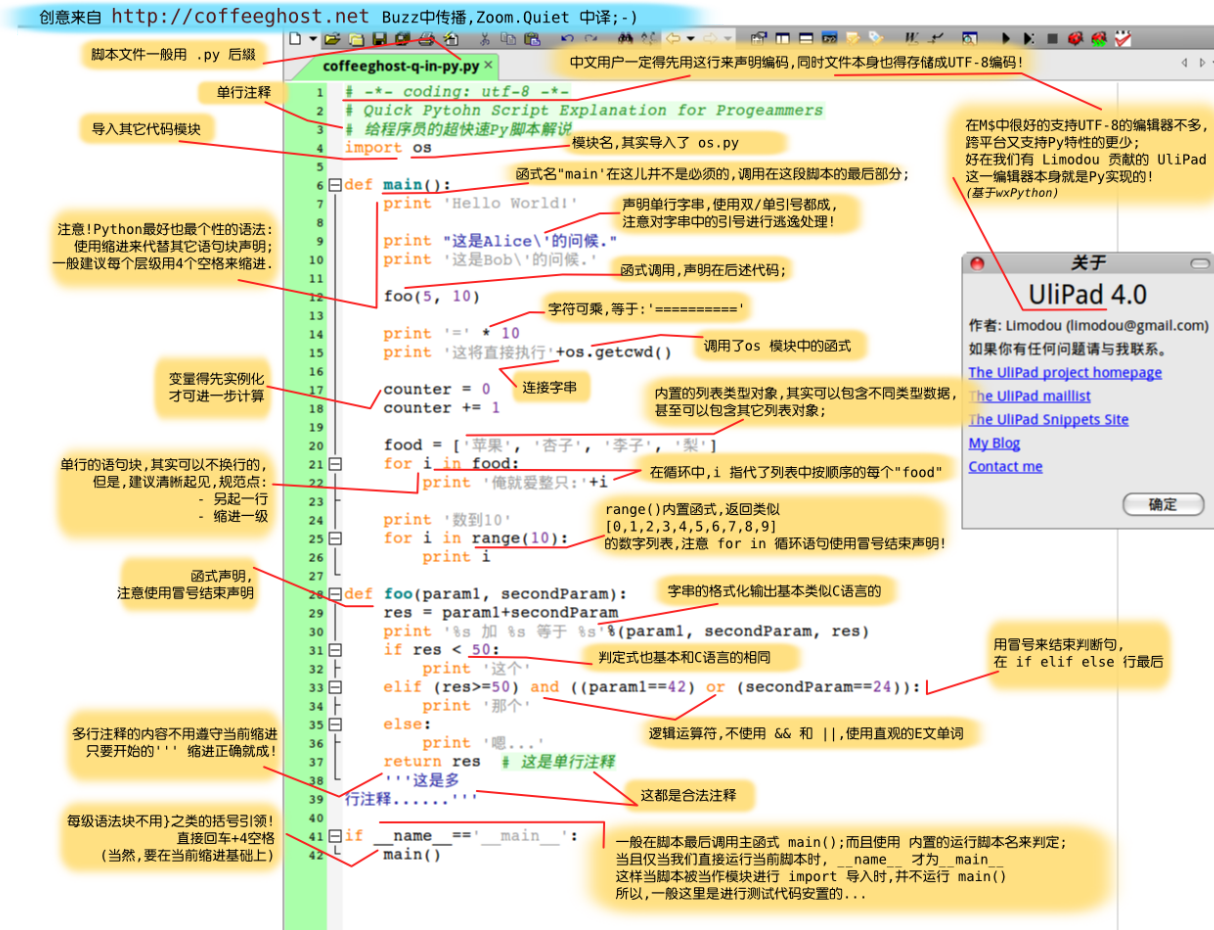 创意来自 http://coffeeghost.net Buzz中传播,Zoom.Quiet 中译;-)
脚本文件一般用 .py 后缀
coffeeghost-q-in-py.py
中文用户一定得先用这行来声明编码,同时文件本身也得存储成UTF-8编码!
单行注释
导入其它代码模块
1 # -*- coding: utf-8 -*-
2 # Quick Pytohn Script Explanation for Progeammers
3 # 给程序员的超快速Py脚本解说
4 import os
模块名,其实导入了 os.py
在M$中很好的支持UTF-8的编辑器不多,
跨平台又支持Py特性的更少;
好在我们有 Limodou 贡献的 UliPad
这一编辑器本身就是Py实现的!
(基于wxPython)
5
函式名"main'在这儿并不是必须的,调用在这段脚本的最后部分;
6 def main():
7 print 'Hello World!'
声明单行字串,使用双/单引号都成,
注意对字串中的引号进行逃逸处理!
8
9 print "这是Alice\'的问候."
10 print '这是Bob\'的问候.'
注意!Python最好也最个性的语法:
使用缩进来代替其它语句块声明;
一般建议每个层级用4个空格来缩进.
函式调用,声明在后述代码;
11
12 foo(5, 10)
字符可乘,等于:'=========='
13
14 print '=' * 10
15 print '这将直接执行'+os.getcwd()
调用了os 模块中的函式
关于
UliPad 4.0
作者: Limodou (limodou@gmail.com)
如果你有任何问题请与我联系。
The UliPad project homepage
The UliPad maillist
The UliPad Snippets Site
My Blog
Contact me
确定
16
变量得先实例化
才可进一步计算
连接字串
17 counter = 0
18 counter += 1
内置的列表类型对象,其实可以包含不同类型数据,
甚至可以包含其它列表对象;
19
20 food = ['苹果', '杏子', '李子', '梨']
21 for i in food:
22 print '俺就爱整只:'+i
单行的语句块,其实可以不换行的,
但是,建议清晰起见,规范点:
- 另起一行
- 缩进一级
在循环中,i 指代了列表中按顺序的每个"food"
23
24 print '数到10'
25 for i in range(10):
26 print i
range()内置函式,返回类似
[0,1,2,3,4,5,6,7,8,9]
的数字列表,注意 for in 循环语句使用冒号结束声明!
27
函式声明,
注意使用冒号结束声明
28 def foo(param1, secondParam):
29 res = param1+secondParam
30 print '%s 加 %s 等于 %s'%(param1, secondParam, res)
字串的格式化输出基本类似C语言的
31 if res < 50:
32 print '这个'
判定式也基本和C语言的相同
33 elif (res>=50) and ((param1==42) or (secondParam==24)):
34 print '那个'
用冒号来结束判断句,
在 if elif else 行最后
35 else:
36 print '嗯...'
逻辑运算符,不使用 && 和 ||,使用直观的E文单词
37 return res # 这是单行注释
38 '''这是多
39 行注释......'''
多行注释的内容不用遵守当前缩进
只要开始的''' 缩进正确就成!
这都是合法注释
40
41 if __name__=='__main__':
42 main()
每级语法块不用}之类的括号引领!
直接回车+4空格
(当然,要在当前缩进基础上)
一般在脚本最后调用主函式 main();而且使用 内置的运行脚本名来判定;
当且仅当我们直接运行当前脚本时, __name__ 才为__main__
这样当脚本被当作模块进行 import 导入时,并不运行 main()
所以,一般这里是进行测试代码安置的...